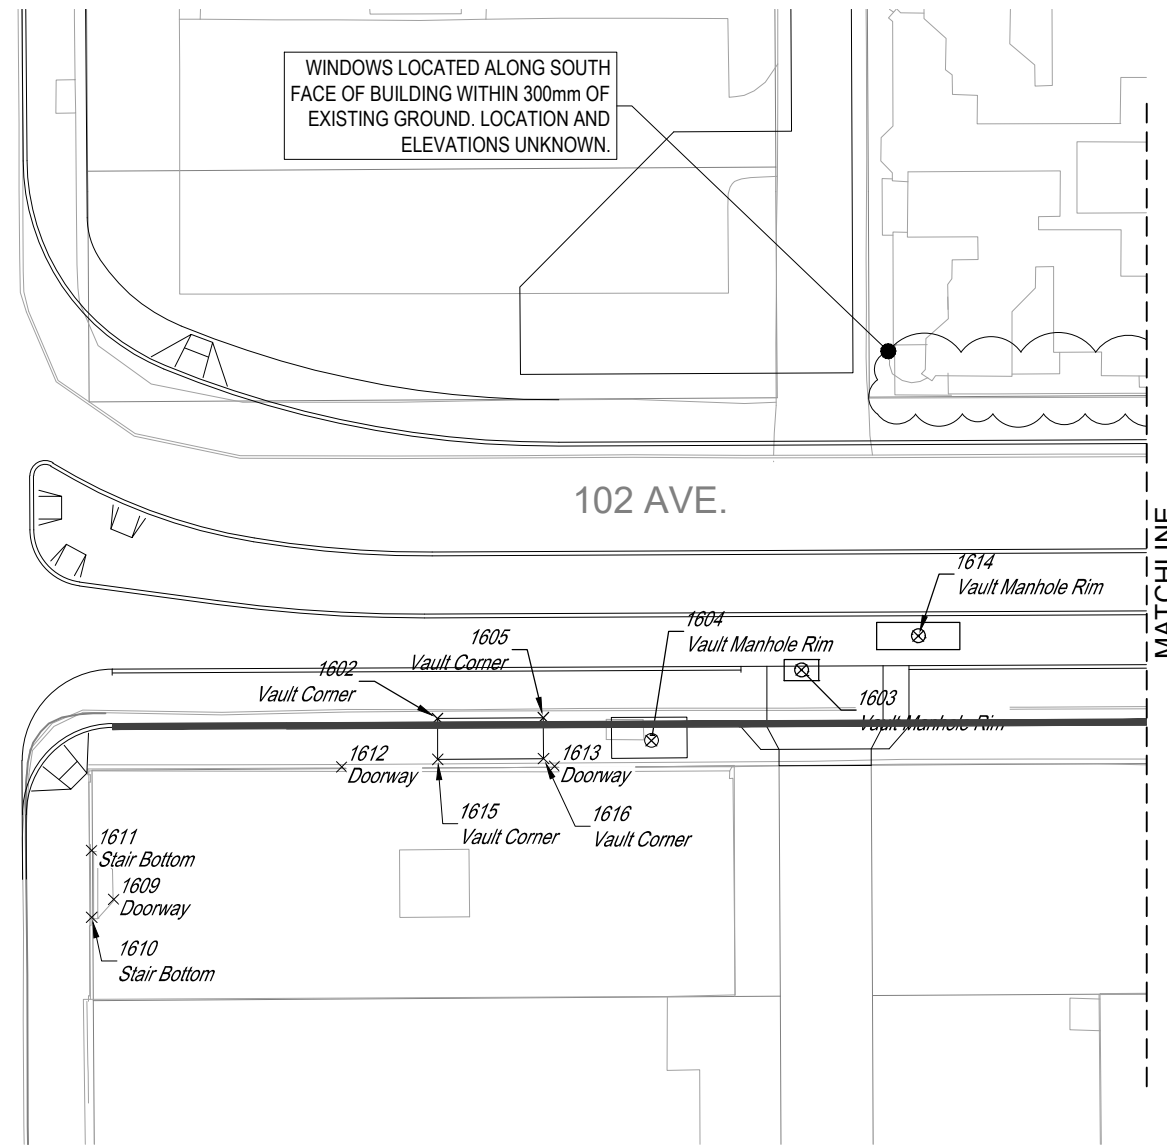 WINDOWS LOCATED ALONG SOUTH
FACE OF BUILDING WITHIN 300mm OF
EXISTING GROUND. LOCATION AND
ELEVATIONS UNKNOWN.
102 AVE.
MATCHLINE
1614
Vault Manhole Rim
1604
Vault Manhole Rim
1605
Vault Corner
1602
Vault Corner
1603
Vault Manhole Rim
1612
Doorway
1613
Doorway
1615
Vault Corner
1616
Vault Corner
1611
Stair Bottom
1609
Doorway
1610
Stair Bottom